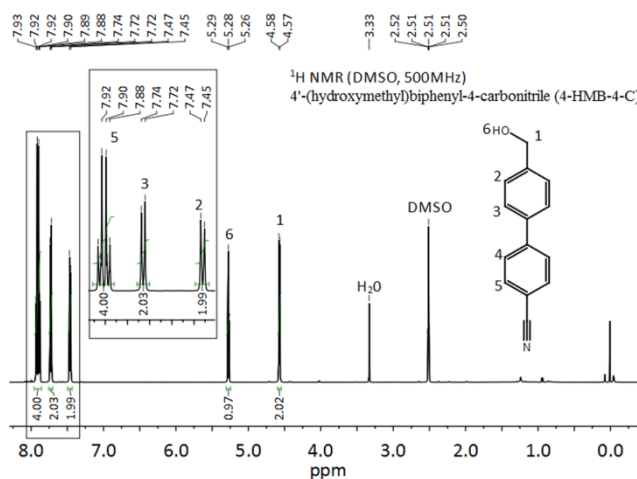 7.93 7.92 7.92 7.90 7.89 7.88 7.74 7.72 7.72 7.47 7.45 5.29 5.28 5.26 4.58 4.57 3.33 2.52 2.51 2.51 2.51 2.50
¹H NMR (DMSO, 500MHz)
4'-(hydroxymethyl)biphenyl-4-carbonitrile (4-HMB-4-C)
7.92 7.90 7.88 7.74 7.72 7.47 7.45
5
3
2
4.00 2.03 1.99
6 HO 1
2
3
4
5
N
6
1
H₂0
DMSO
4.00 2.03 1.99 0.97 2.02
8.0 7.0 6.0 5.0 4.0 3.0 2.0 1.0 0.0
ppm